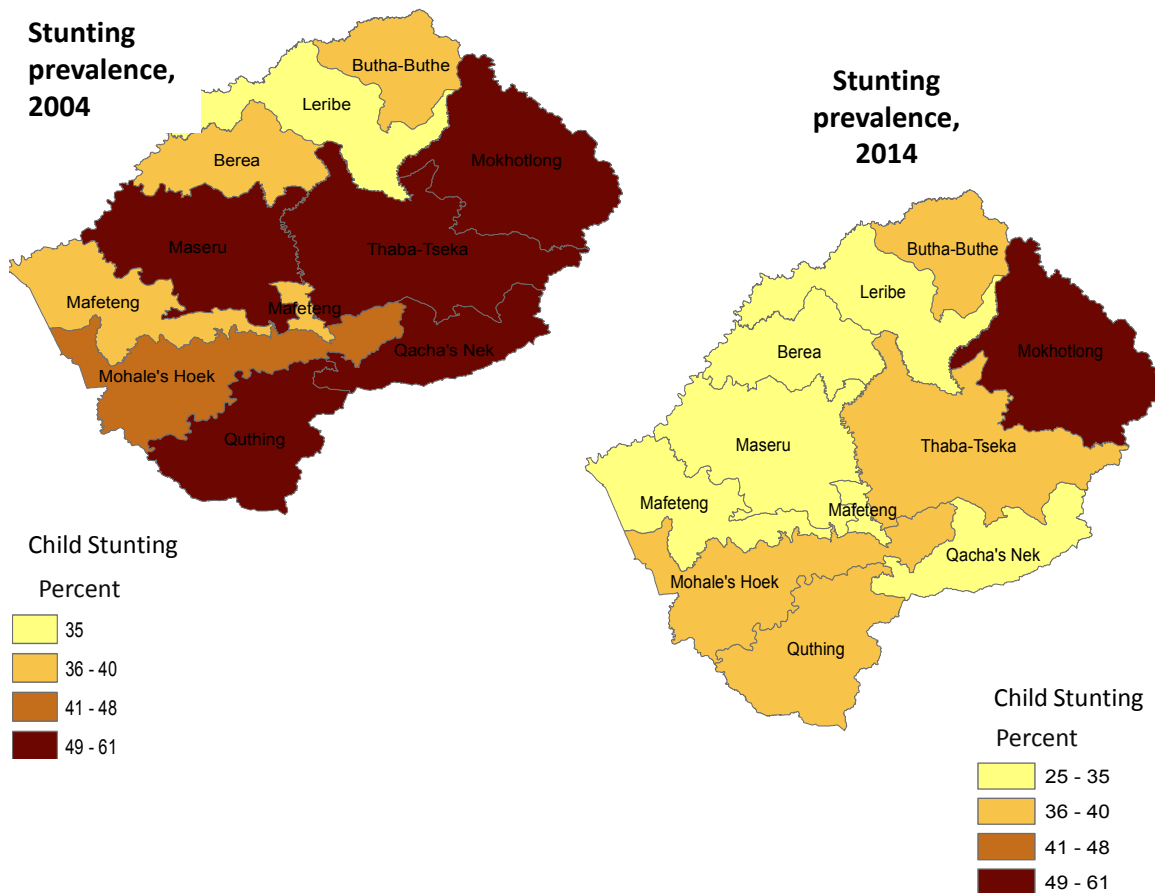 Stunting
prevalence,
2004
Butha-Buthe
Leribe
Berea
Mokhotlong
Maseru
Thaba-Tseka
Mafeteng
Mafeteng
Qacha's Nek
Mohale's Hoek
Quthing
Child Stunting
Percent
35
36 - 40
41 - 48
49 - 61
Stunting
prevalence,
2014
Butha-Buthe
Leribe
Mokhotlong
Berea
Maseru
Thaba-Tseka
Mafeteng
Mafeteng
Qacha's Nek
Mohale's Hoek
Quthing
Child Stunting
Percent
25 - 35
36 - 40
41 - 48
49 - 61